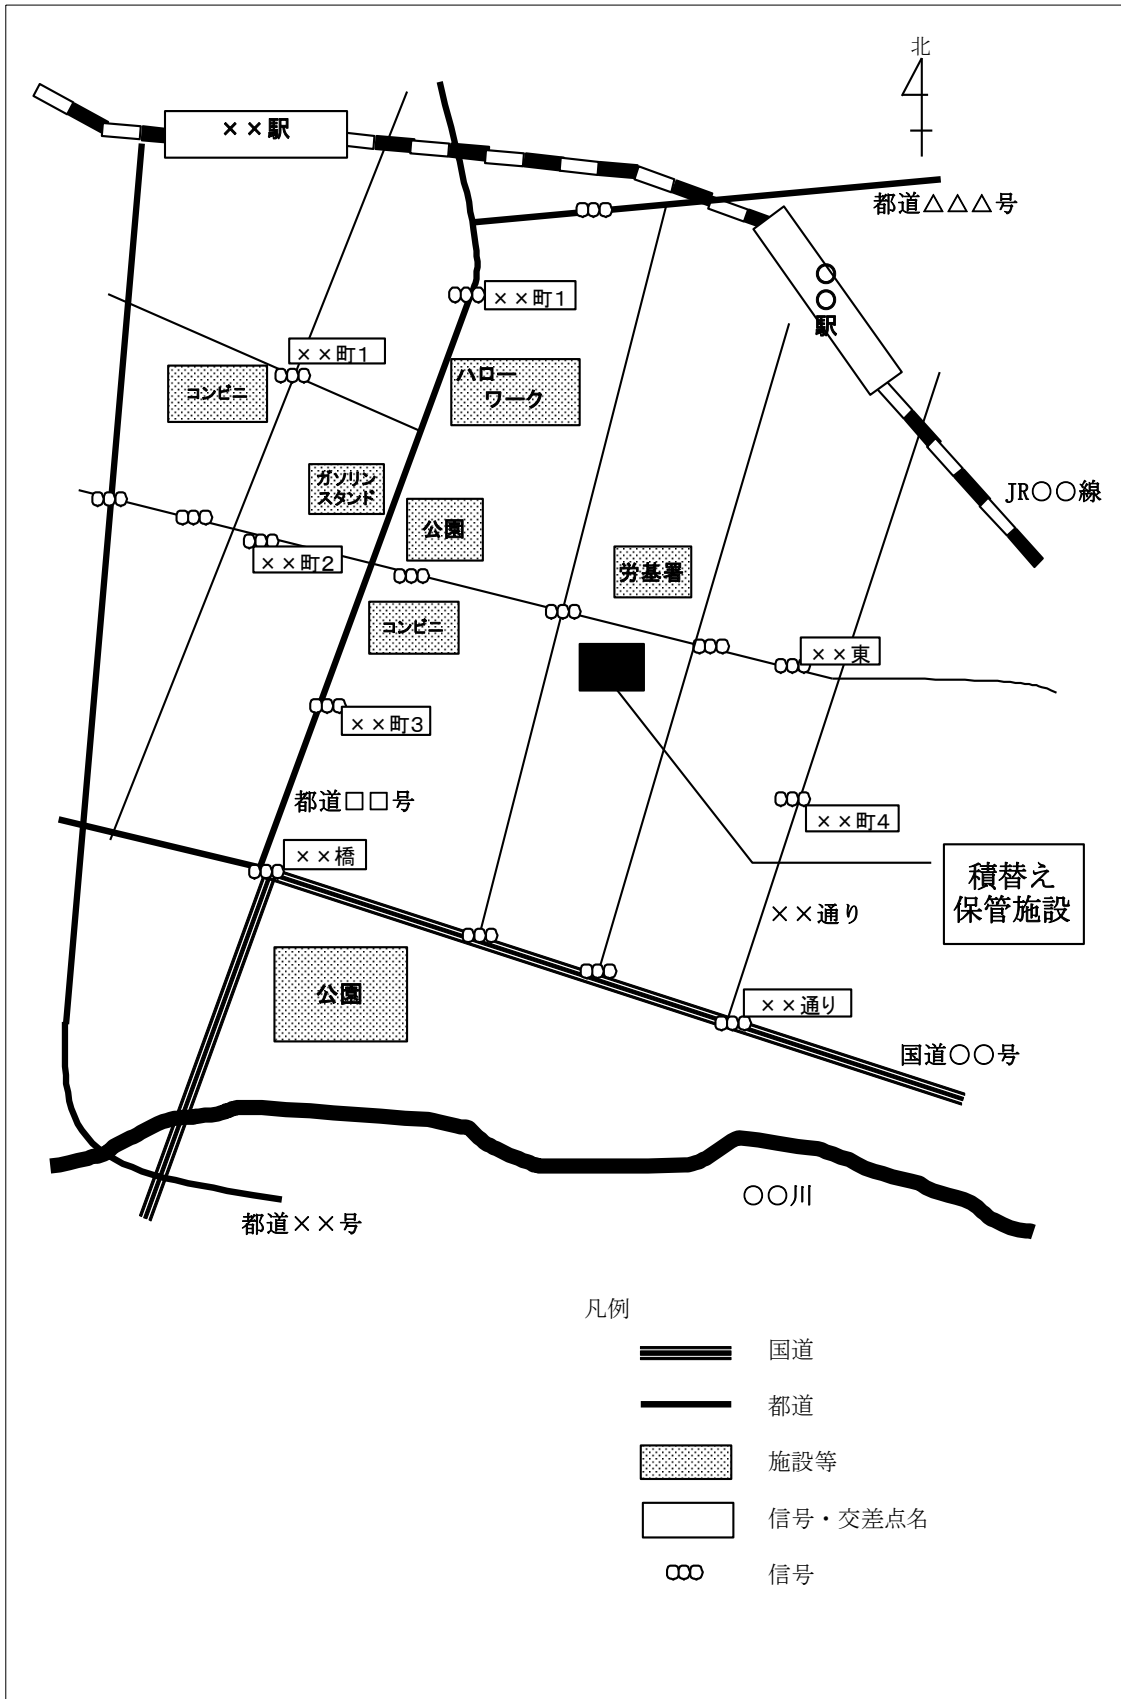 北
××駅
都道△△△号
○
○
駅
××町1
××町1
ハロー
ワーク
コンビニ
ガソリン
スタンド
JR○○線
公園
××町2
労基署
コンビニ
××東
××町3
都道□□号
××町4
××橋
積替え
保管施設
××通り
公園
××通り
国道○○号
○○川
都道××号
凡例
国道
都道
施設等
信号・交差点名
信号